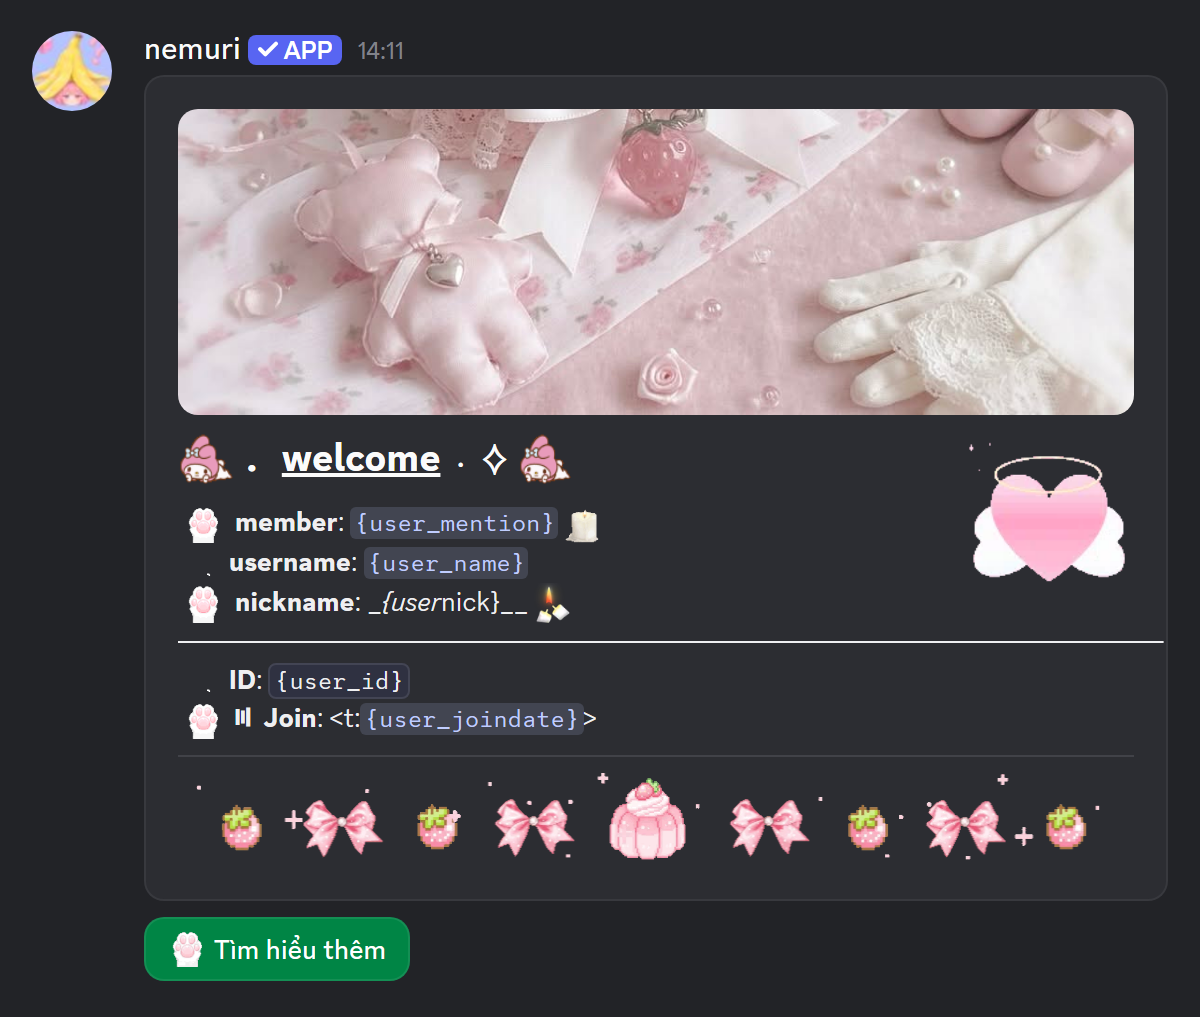 nemuri ✓ APP 14:11
. welcome · ✧
member: {user_mention}
username: {user_name}
nickname: _{usernick}__
ID: {user_id}
Join: <t:{user_joindate}>
Tìm hiểu thêm